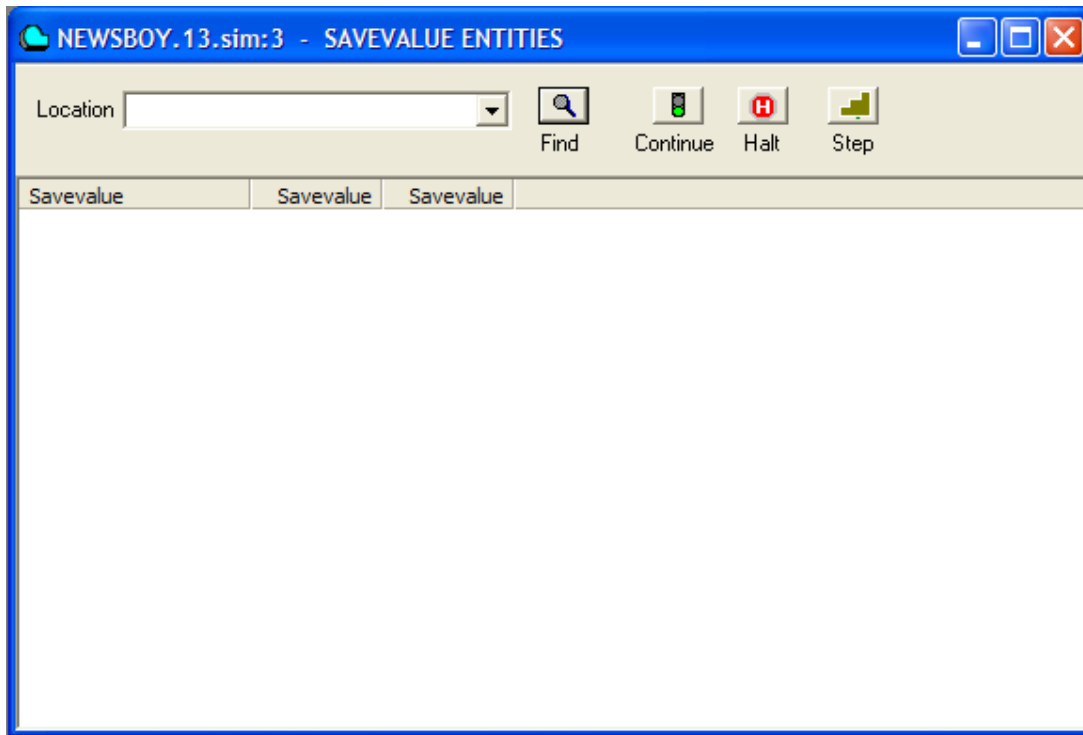 NEWSBOY.13.sim:3 - SAVEVALUE ENTITIES
Location
Find Continue H Halt Step
Savevalue Savevalue Savevalue